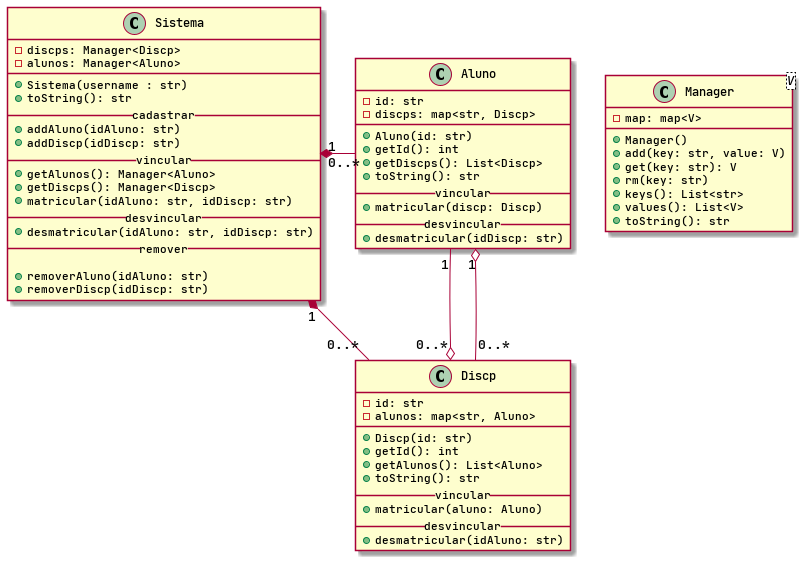 C Sistema
discps: Manager<Discp>
alunos: Manager<Aluno>
Sistema(username : str)
toString(): str
cadastrar
addAluno(idAluno: str)
addDiscp(idDiscp: str)
vincular
getAlunos(): Manager<Aluno>
getDiscps(): Manager<Discp>
matricular(idAluno: str, idDiscp: str)
desvincular
desmatricular(idAluno: str, idDiscp: str)
remover
removerAluno(idAluno: str)
removerDiscp(idDiscp: str)
1
0..*
C Aluno
id: str
discps: map<str, Discp>
Aluno(id: str)
getId(): int
getDiscps(): List<Discp>
toString(): str
vincular
matricular(discp: Discp)
desvincular
desmatricular(idDiscp: str)
C Manager
V
map: map<V>
Manager()
add(key: str, value: V)
get(key: str): V
rm(key: str)
keys(): List<str>
values(): List<V>
toString(): str
1
0..*
1
0..*
1
0..*
C Discp
id: str
alunos: map<str, Aluno>
Discp(id: str)
getId(): int
getAlunos(): List<Aluno>
toString(): str
vincular
matricular(aluno: Aluno)
desvincular
desmatricular(idAluno: str)